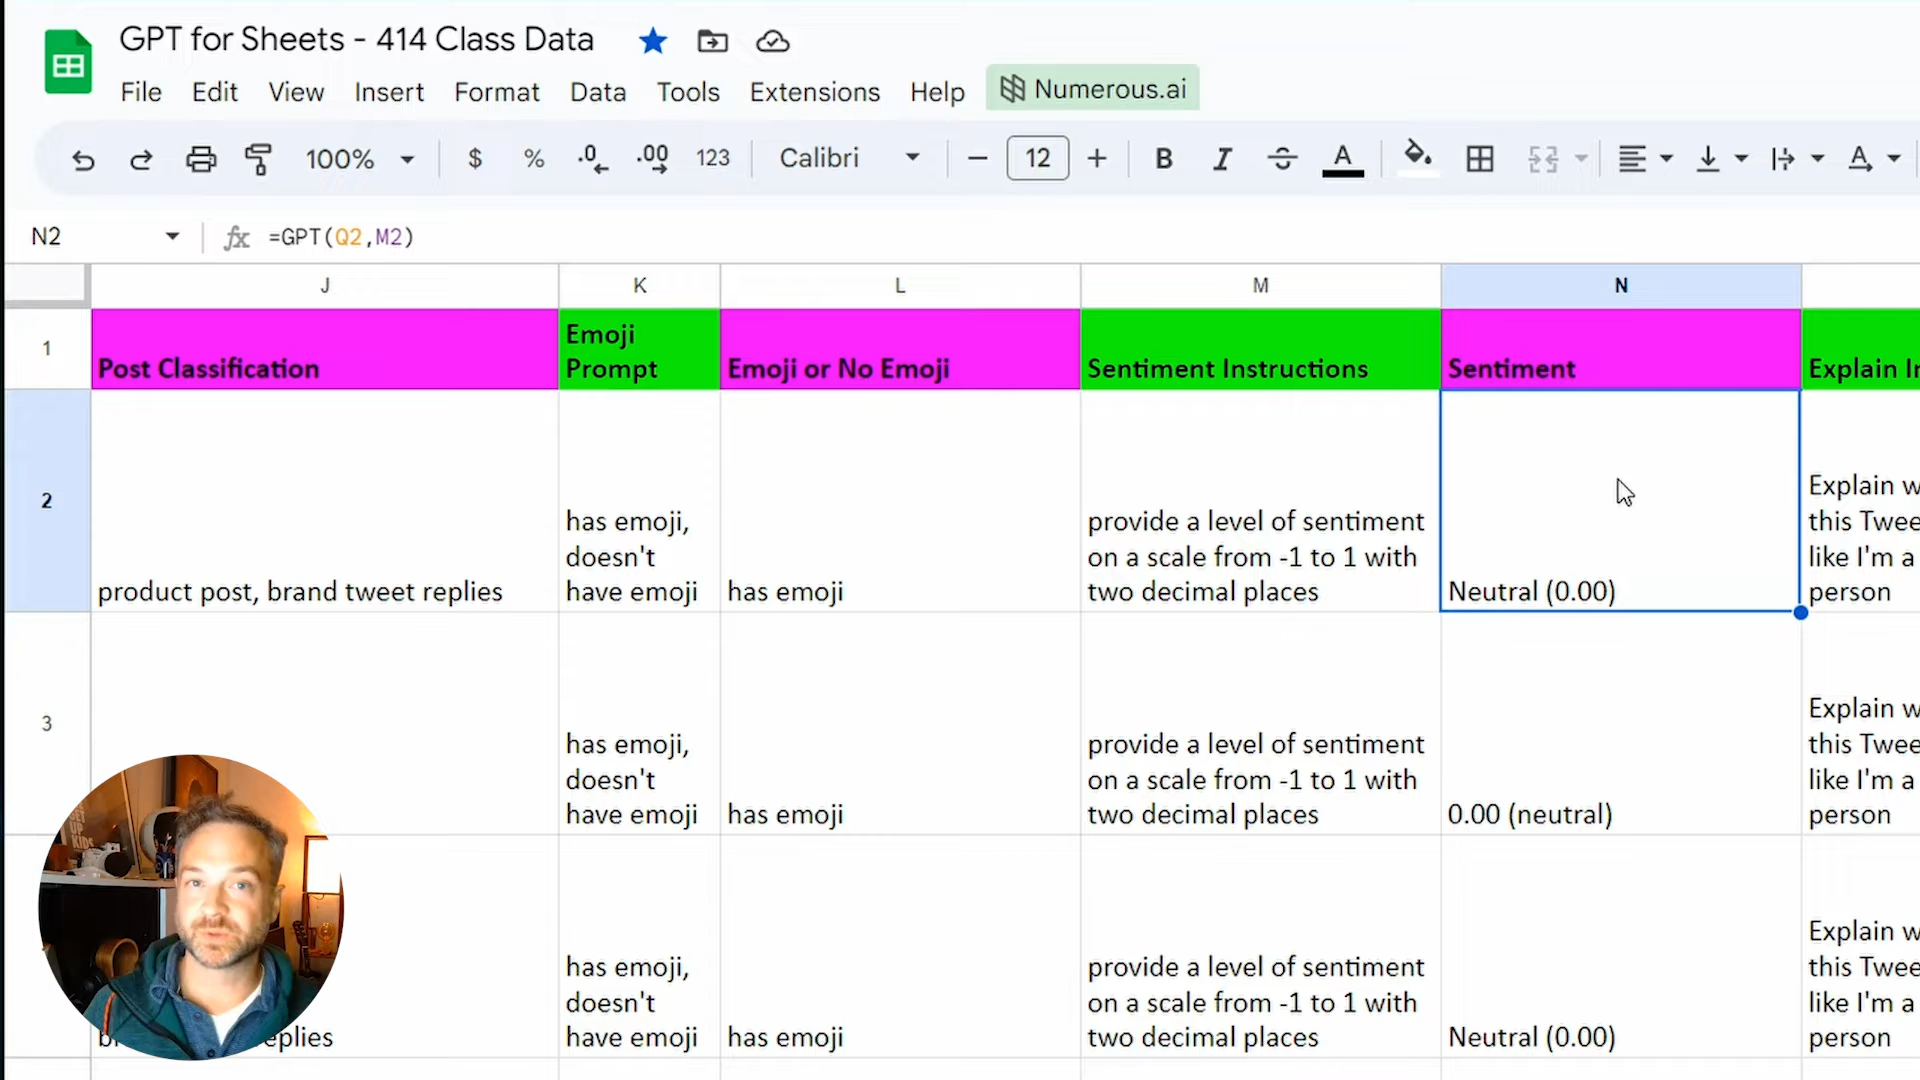 GPT for Sheets - 414 Class Data
File Edit View Insert Format Data Tools Extensions Help Numerous.ai
100% $ % .0 .00 123 Calibri 12 B I S A A
N2 fx =GPT(Q2,M2)
J K L M N
1 Post Classification
Emoji
Prompt
Emoji or No Emoji
Sentiment Instructions
Sentiment
Explain
2
product post, brand tweet replies
has emoji,
doesn't
have emoji
has emoji
provide a level of sentiment
on a scale from -1 to 1 with
two decimal places
Neutral (0.00)
Explain
this
like I'm a
person
3
has emoji,
doesn't
have emoji
has emoji
provide a level of sentiment
on a scale from -1 to 1 with
two decimal places
0.00 (neutral)
Explain
this
like I'm a
person
has emoji,
doesn't
have emoji
has emoji
provide a level of sentiment
on a scale from -1 to 1 with
two decimal places
Neutral (0.00)
Explain
this
like I'm a
person